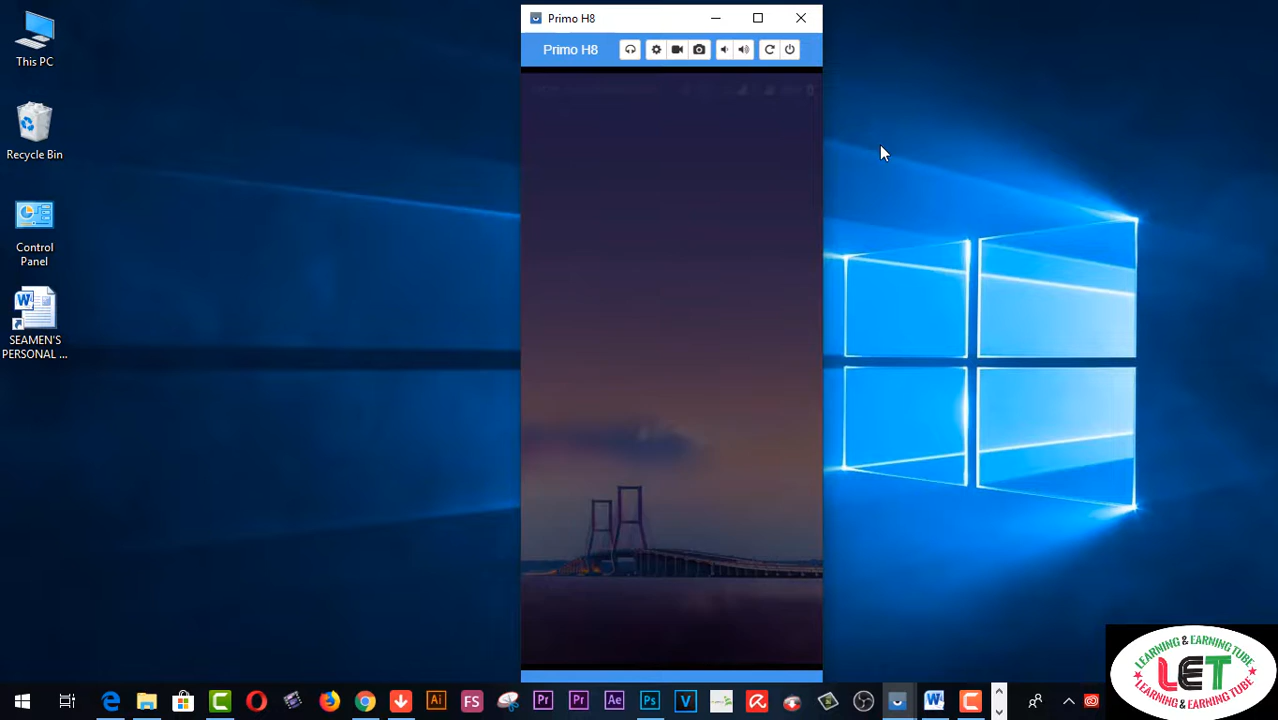 Primo H8
Primo H8
This PC
Recycle Bin
Control
Panel
SEAMEN'S
PERSONAL ...
W
W
Ai
FS
Pr
Pr
Ae
Ps
V
W
C
C
LEARNING & EARNING TUBE
LET
LEARNING & EARNING TUBE